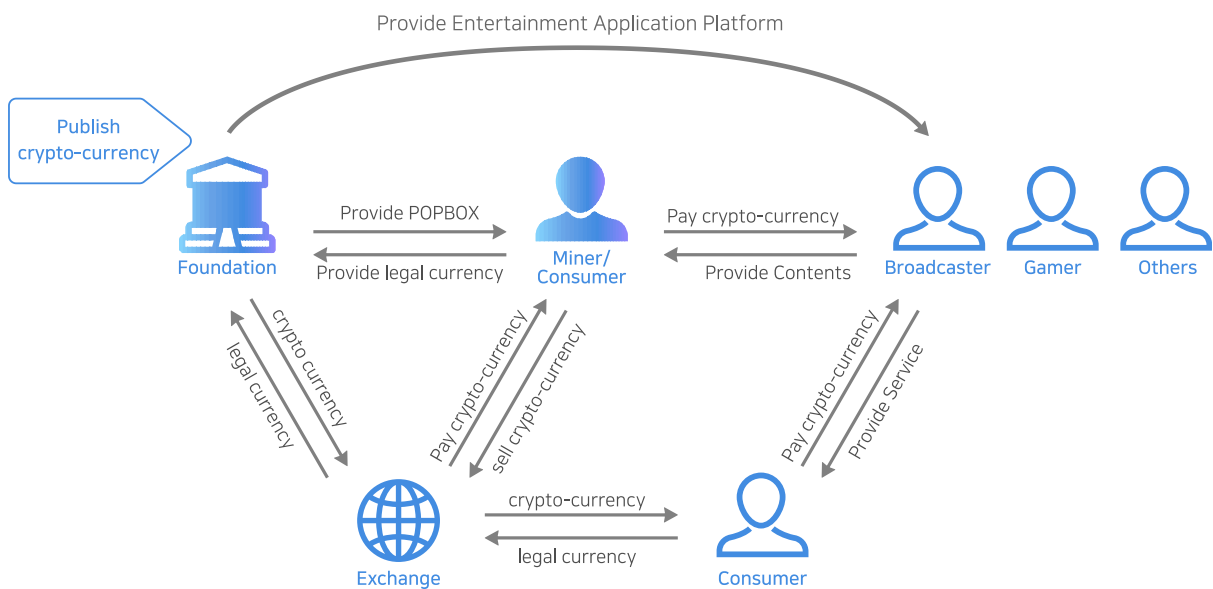 Provide Entertainment Application Platform
Publish
crypto-currency
Provide POPBOX
Pay crypto-currency
Foundation
Provide legal currency
Miner/
Consumer
Provide Contents
Broadcaster
Gamer
Others
crypto currency
legal currency
Pay crypto-currency
sell crypto-currency
Pay crypto-currency
Provide Service
crypto-currency
legal currency
Exchange
Consumer